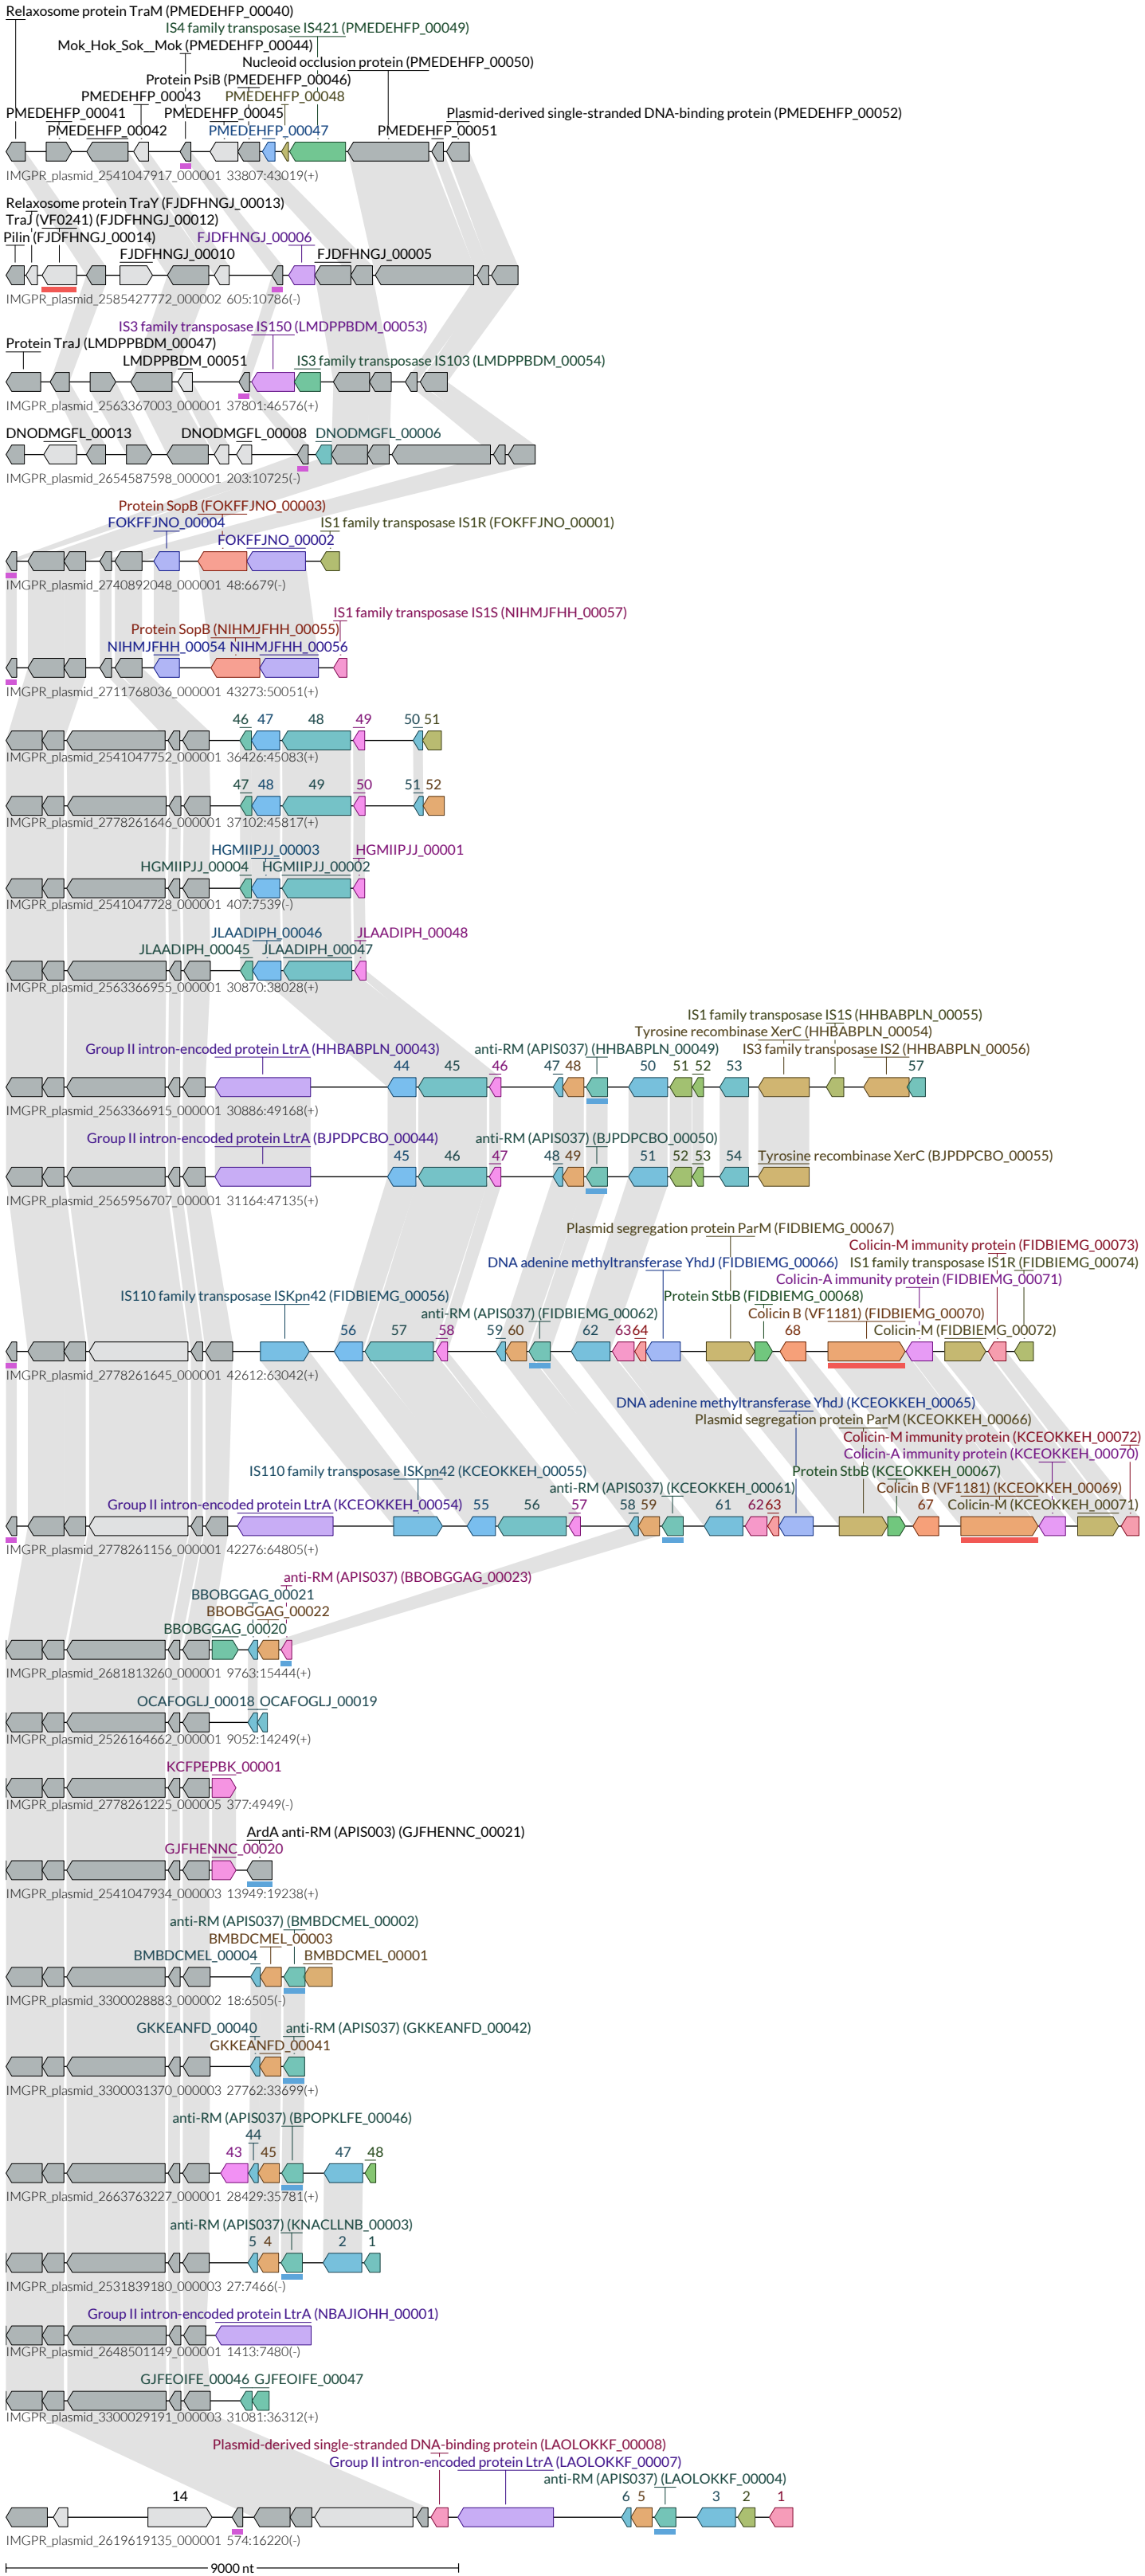 Relaxosome protein TraM (PMEDEHFP_00040)
IS4 family transposase IS421 (PMEDEHFP_00049)
Mok_Hok_Sok__Mok (PMEDEHFP_00044)
Nucleoid occlusion protein (PMEDEHFP_00050)
Protein PsiB (PMEDEHFP_00046)
PMEDEHFP_00043 PMEDEHFP_00048
PMEDEHFP_00041 PMEDEHFP_00045 Plasmid-derived single-stranded DNA-binding protein (PMEDEHFP_00052)
PMEDEHFP_00042 PMEDEHFP_00047 PMEDEHFP_00051
IMGPR_plasmid_2541047917_000001 33807:43019(+)
Relaxosome protein TraY (FJDFHNGJ_00013)
TraJ (VF0241) (FJDFHNGJ_00012)
Pilin (FJDFHNGJ_00014) FJDFHNGJ_00006
FJDFHNGJ_00010 FJDFHNGJ_00005
IMGPR_plasmid_2585427772_000002 605:10786(-)
IS3 family transposase IS150 (LMDPPBDM_00053)
Protein TraJ (LMDPPBDM_00047)
LMDPPBDM_00051 IS3 family transposase IS103 (LMDPPBDM_00054)
IMGPR_plasmid_2563367003_000001 37801:46576(+)
DNODMGFL_00013 DNODMGFL_00008 DNODMGFL_00006
IMGPR_plasmid_2654587598_000001 203:10725(-)
Protein SopB (FOKFFJNO_00003)
FOKFFJNO_00004 IS1 family transposase IS1R (FOKFFJNO_00001)
FOKFFJNO_00002
IMGPR_plasmid_2740892048_000001 48:6679(-)
IS1 family transposase IS1S (NIHMJFHH_00057)
Protein SopB (NIHMJFHH_00055)
NIHMJFHH_00054 NIHMJFHH_00056
IMGPR_plasmid_2711768036_000001 43273:50051(+)
46 47 48 49 50 51
IMGPR_plasmid_2541047752_000001 36426:45083(+)
47 48 49 50 51 52
IMGPR_plasmid_2778261646_000001 37102:45817(+)
HGMIIPJJ_00003 HGMIIPJJ_00001
HGMIIPJJ_00004 HGMIIPJJ_00002
IMGPR_plasmid_2541047728_000001 407:7539(-)
JLAADIPH_00046 JLAADIPH_00048
JLAADIPH_00045 JLAADIPH_00047
IMGPR_plasmid_2563366955_000001 30870:38028(+)
IS1 family transposase IS1S (HHBABPLN_00055)
Tyrosine recombinase XerC (HHBABPLN_00054)
Group II intron-encoded protein LtrA (HHBABPLN_00043) anti-RM (APIS037) (HHBABPLN_00049) IS3 family transposase IS2 (HHBABPLN_00056)
44 45 46 47 48 50 51 52 53 57
IMGPR_plasmid_2563366915_000001 30886:49168(+)
Group II intron-encoded protein LtrA (BJPDPCBO_00044) anti-RM (APIS037) (BJPDPCBO_00050)
45 46 47 48 49 51 52 53 54 Tyrosine recombinase XerC (BJPDPCBO_00055)
IMGPR_plasmid_2565956707_000001 31164:47135(+)
Plasmid segregation protein ParM (FIDBIEMG_00067)
Colicin-M immunity protein (FIDBIEMG_00073)
DNA adenine methyltransferase YhdJ (FIDBIEMG_00066) IS1 family transposase IS1R (FIDBIEMG_00074)
Colicin-A immunity protein (FIDBIEMG_00071)
IS110 family transposase ISKpn42 (FIDBIEMG_00056) Protein StbB (FIDBIEMG_00068)
anti-RM (APIS037) (FIDBIEMG_00062) Colicin B (VF1181) (FIDBIEMG_00070)
56 57 58 59 60 62 63 64 68 Colicin-M (FIDBIEMG_00072)
IMGPR_plasmid_2778261645_000001 42612:63042(+)
DNA adenine methyltransferase YhdJ (KCEOKKEH_00065)
Plasmid segregation protein ParM (KCEOKKEH_00066)
Colicin-M immunity protein (KCEOKKEH_00072)
Colicin-A immunity protein (KCEOKKEH_00070)
IS110 family transposase ISKpn42 (KCEOKKEH_00055) Protein StbB (KCEOKKEH_00067)
anti-RM (APIS037) (KCEOKKEH_00061) Colicin B (VF1181) (KCEOKKEH_00069)
Group II intron-encoded protein LtrA (KCEOKKEH_00054) 55 56 57 58 59 61 62 63 67 Colicin-M (KCEOKKEH_00071)
IMGPR_plasmid_2778261156_000001 42276:64805(+)
anti-RM (APIS037) (BBOBGGAG_00023)
BBOBGGAG_00021
BBOBGGAG_00022
BBOBGGAG_00020
IMGPR_plasmid_2681813260_000001 9763:15444(+)
OCAFOGLJ_00018 OCAFOGLJ_00019
IMGPR_plasmid_2526164662_000001 9052:14249(+)
KCFPEPBK_00001
IMGPR_plasmid_2778261225_000005 377:4949(-)
ArdA anti-RM (APIS003) (GJFHENNC_00021)
GJFHENNC_00020
IMGPR_plasmid_2541047934_000003 13949:19238(+)
anti-RM (APIS037) (BMBDCMEL_00002)
BMBDCMEL_00003
BMBDCMEL_00004 BMBDCMEL_00001
IMGPR_plasmid_3300028883_000002 18:6505(-)
GKKEANFD_00040 anti-RM (APIS037) (GKKEANFD_00042)
GKKEANFD_00041
IMGPR_plasmid_3300031370_000003 27762:33699(+)
anti-RM (APIS037) (BPOPKLFE_00046)
44
43 45 47 48
IMGPR_plasmid_2663763227_000001 28429:35781(+)
anti-RM (APIS037) (KNACLLNB_00003)
5 4 2 1
IMGPR_plasmid_2531839180_000003 27:7466(-)
Group II intron-encoded protein LtrA (NBAJIOHH_00001)
IMGPR_plasmid_2648501149_000001 1413:7480(-)
GJFEOIFE_00046 GJFEOIFE_00047
IMGPR_plasmid_3300029191_000003 31081:36312(+)
Plasmid-derived single-stranded DNA-binding protein (LAOLOKKF_00008)
Group II intron-encoded protein LtrA (LAOLOKKF_00007)
anti-RM (APIS037) (LAOLOKKF_00004)
14 6 5 3 2 1
IMGPR_plasmid_2619619135_000001 574:16220(-)
9000 nt